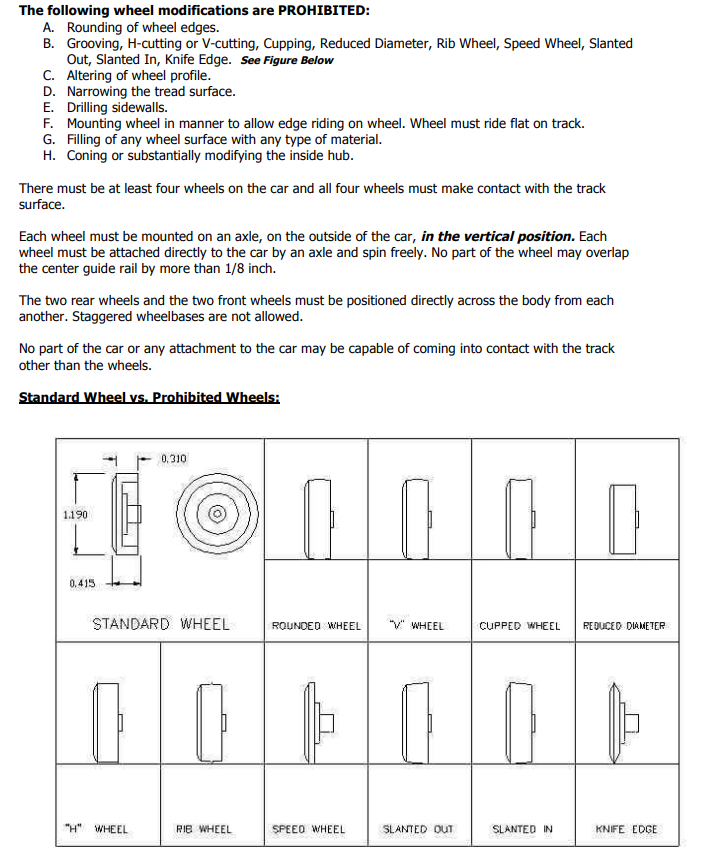 The following wheel modifications are PROHIBITED:
A. Rounding of wheel edges.
B. Grooving, H-cutting or V-cutting, Cupping, Reduced Diameter, Rib Wheel, Speed Wheel, Slanted
Out, Slanted In, Knife Edge. See Figure Below
C. Altering of wheel profile.
D. Narrowing the tread surface.
E. Drilling sidewalls.
F. Mounting wheel in manner to allow edge riding on wheel. Wheel must ride flat on track.
G. Filling of any wheel surface with any type of material.
H. Coning or substantially modifying the inside hub.
There must be at least four wheels on the car and all four wheels must make contact with the track
surface.
Each wheel must be mounted on an axle, on the outside of the car, in the vertical position. Each
wheel must be attached directly to the car by an axle and spin freely. No part of the wheel may overlap
the center guide rail by more than 1/8 inch.
The two rear wheels and the two front wheels must be positioned directly across the body from each
another. Staggered wheelbases are not allowed.
No part of the car or any attachment to the car may be capable of coming into contact with the track
other than the wheels.
Standard Wheel vs. Prohibited Wheels:
0.310
1.190
0.415
STANDARD WHEEL
ROUNDED WHEEL
"V" WHEEL
CUPPED WHEEL
REDUCED DIAMETER
"H" WHEEL
RIB WHEEL
SPEED WHEEL
SLANTED OUT
SLANTED IN
KNIFE EDGE